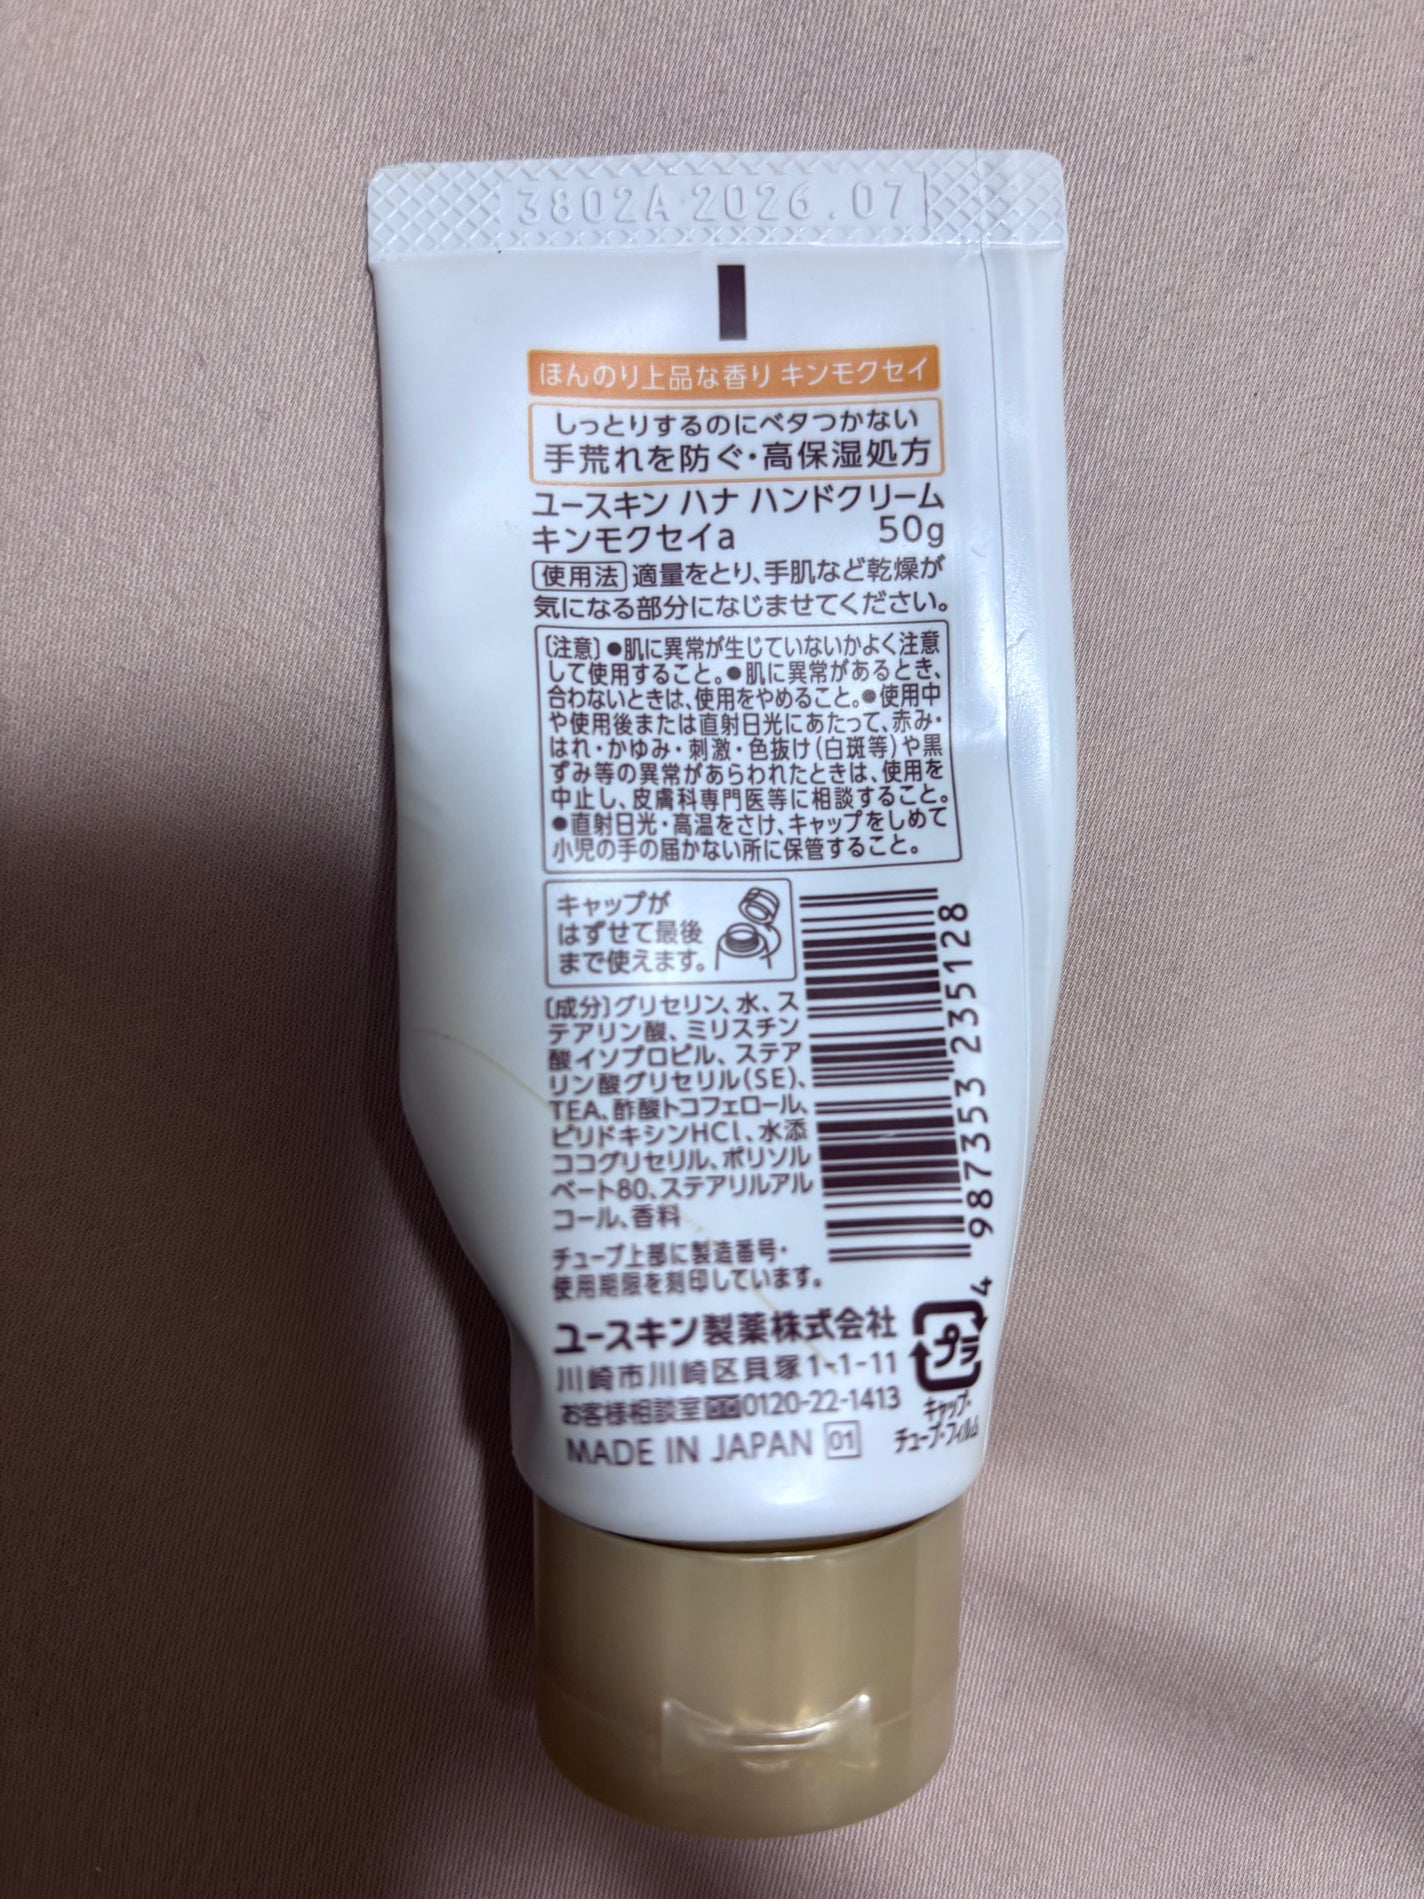 3802A 2026.07
ほんのり上品な香り キンモクセイ
しっとりするのにベタつかない
手荒れを防ぐ・高保湿処方
ユースキン ハナ ハンドクリーム
キンモクセイa 50g
使用法 適量をとり、手肌など乾燥が
気になる部分になじませてください。
〔注意〕●肌に異常が生じていないかよく注意
して使用すること。●肌に異常があるとき、
合わないときは、使用をやめること。●使用中
や使用後または直射日光にあたって、赤み・
はれ・かゆみ・刺激・色抜け(白斑等)や黒
ずみ等の異常があらわれたときは、使用を
中止し、皮膚科専門医等に相談すること。
●直射日光・高温をさけ、キャップをしめて
小児の手の届かない所に保管すること。
キャップが
はずせて最後
まで使えます。
〔成分〕グリセリン、水、ス
テアリン酸、ミリスチン
酸イソプロピル、ステア
リン酸グリセリル(SE)、
TEA、酢酸トコフェロール、
ピリドキシンHCl、水添
ココグリセリル、ポリソル
ベート80、ステアリルアル
コール、香料
チューブ上部に製造番号・
使用期限を刻印しています。
4 987353 235128
ユースキン製薬株式会社
川崎市川崎区貝塚1-1-11
お客様相談室 0120-22-1413
MADE IN JAPAN 01
プラ
キャップ・
チューブ・フィルム